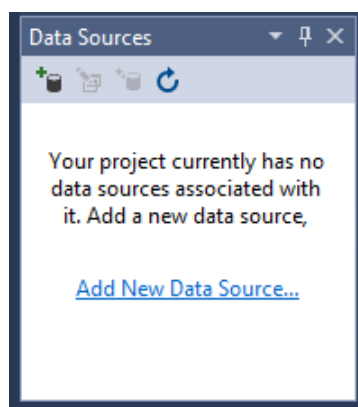 Data Sources
Your project currently has no
data sources associated with
it. Add a new data source,
Add New Data Source...